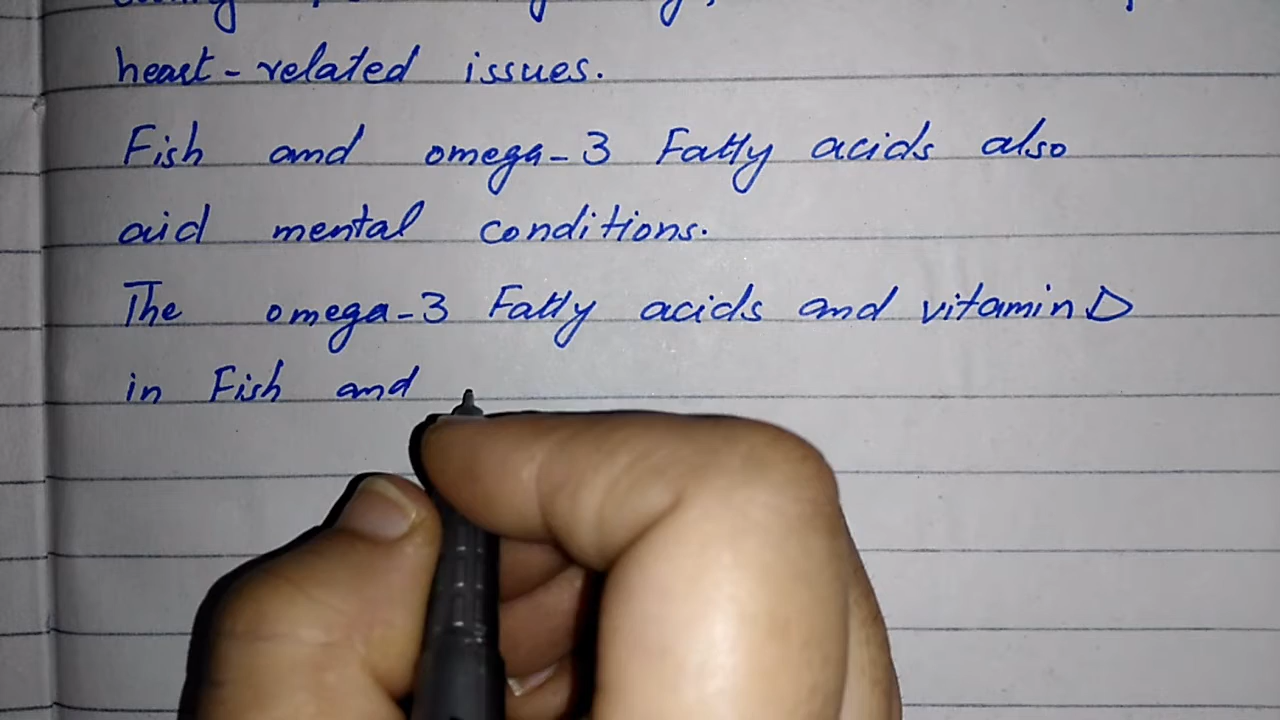 heart-related issues.
Fish and omega-3 Fatty acids also
aid mental conditions.
The omega-3 Fatty acids and vitamin D
in Fish and